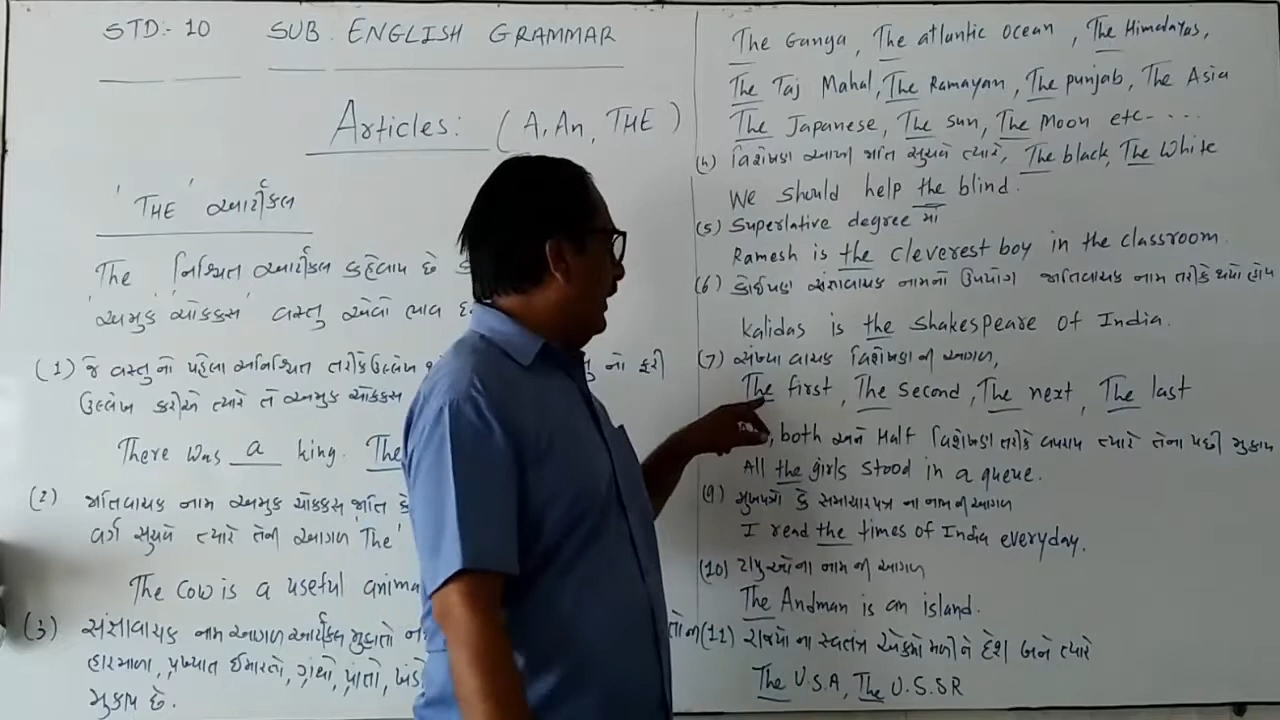 STD:- 10 SUB. ENGLISH GRAMMAR
Articles: (A, An, THE)
'THE' આર્ટીકલ
The નિશ્ચિત આર્ટીકલ કહેવાય છે
'અમુક ચોક્કસ' વસ્તુ એવો ભાવ
(1) જે વસ્તુનો પહેલા અનિશ્ચિત તરીકે ઉલ્લેખ નો ફરી
ઉલ્લેખ કરીએ ત્યારે તે અમુક ચોક્કસ
There was a king. The
(2) જાતિવાચક નામ અમુક ચોક્કસ જાતિ કે
વર્ગ સુચવે ત્યારે તેની આગળ 'The'
The Cow is a useful
(3) સંજ્ઞાવાચક નામ આગળ આર્ટીકલ મુકાતો
હારમાળા, પ્રખ્યાત ઈમારતો, ગ્રંથો, પ્રાંતો,
મુકાય છે.
The Ganga, The atlantic ocean, The Himalayas,
The Taj Mahal, The Ramayan, The punjab, The Asia
The Japanese, The sun, The Moon etc-...
વિશેષણ આખી જાતિ સુચવે ત્યારે, The black, The White
We should help the blind.
(5) Superlative degree માં
Ramesh is the cleverest boy in the classroom.
(6) કોઈપણ સંજ્ઞાવાચક નામનો ઉપયોગ જાતિવાચક નામ તરીકે થયો હોય
Kalidas is the Shakespeare of India.
(7) સંખ્યા વાચક વિશેષણ ની આગળ,
The first, The second, The next, The last
, both અને Half વિશેષણ તરીકે વપરાય ત્યારે તેના પછી મુકાય
All the girls stood in a queue.
(9) મુખપત્રો કે સમાચારપત્ર ના નામ ની આગળ
I read the times of India everyday.
(10) ટાપુઓના નામ ની આગળ
The Andman is an island.
(11) રાજ્યો ના સ્વતંત્ર એકમો મળીને દેશ બને ત્યારે
The U.S.A, The U.S.SR